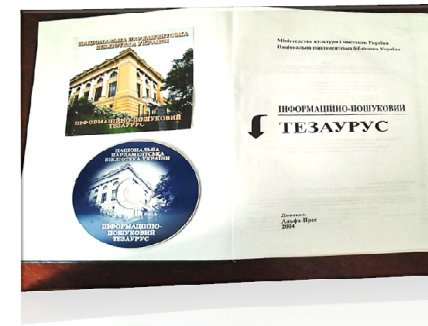 НАЦІОНАЛЬНА ПАРЛАМЕНТСЬКА
БІБЛІОТЕКА УКРАЇНИ
ІНФОРМАЦІЙНО-ПОШУКОВИЙ
ТЕЗАУРУС
НАЦІОНАЛЬНА
ПАРЛАМЕНТСЬКА
БІБЛІОТЕКА УКРАЇНИ
ІНФОРМАЦІЙНО-
ПОШУКОВИЙ
ТЕЗАУРУС
Міністерство культури і мистецтв України
Національна парламентська бібліотека України
ІНФОРМАЦІЙНО-ПОШУКОВИЙ
ТЕЗАУРУС
Альфа-Прес
2004